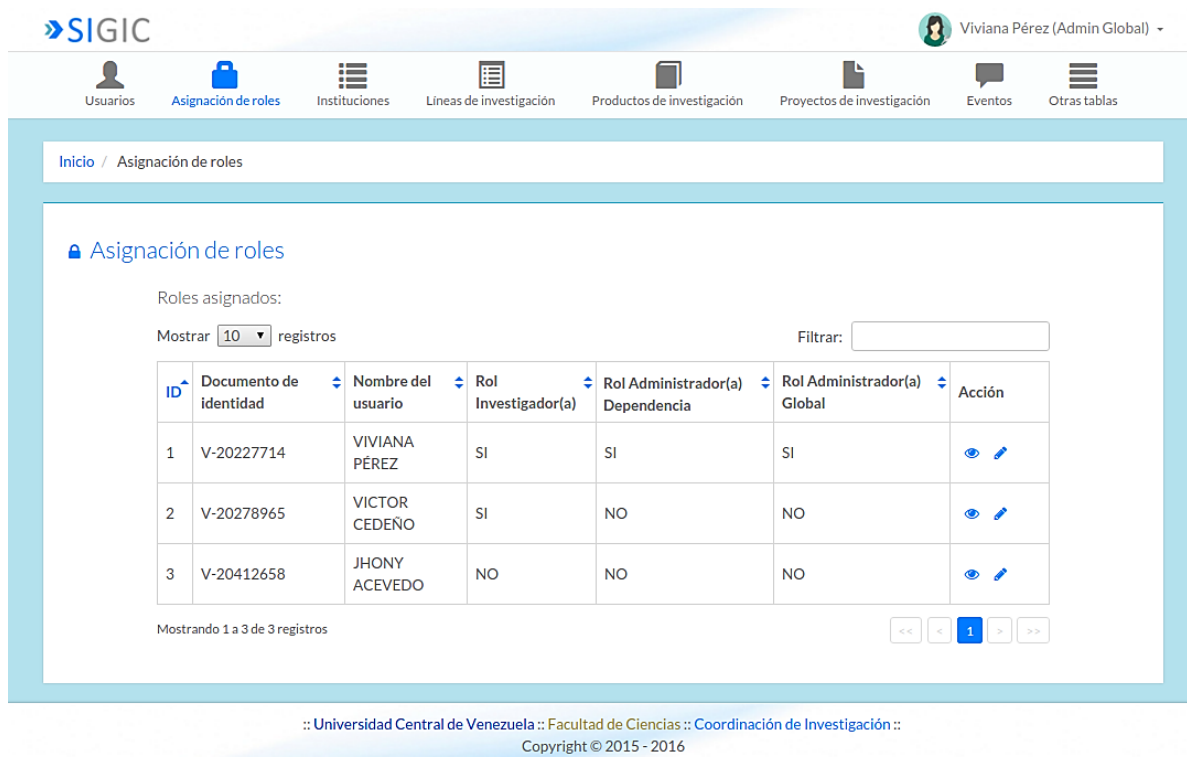 SIGIC
Viviana Pérez (Admin Global)
Usuarios Asignación de roles Instituciones Líneas de investigación Productos de investigación Proyectos de investigación Eventos Otras tablas
Inicio / Asignación de roles
Asignación de roles
Roles asignados:
Mostrar 10 registros Filtrar:
ID Documento de identidad Nombre del usuario Rol Investigador(a) Rol Administrador(a) Dependencia Rol Administrador(a) Global Acción
1 V-20227714 VIVIANA PÉREZ SI SI SI
2 V-20278965 VICTOR CEDEÑO SI NO NO
3 V-20412658 JHONY ACEVEDO NO NO NO
Mostrando 1 a 3 de 3 registros << < 1 > >>
:: Universidad Central de Venezuela :: Facultad de Ciencias :: Coordinación de Investigación ::
Copyright © 2015 - 2016